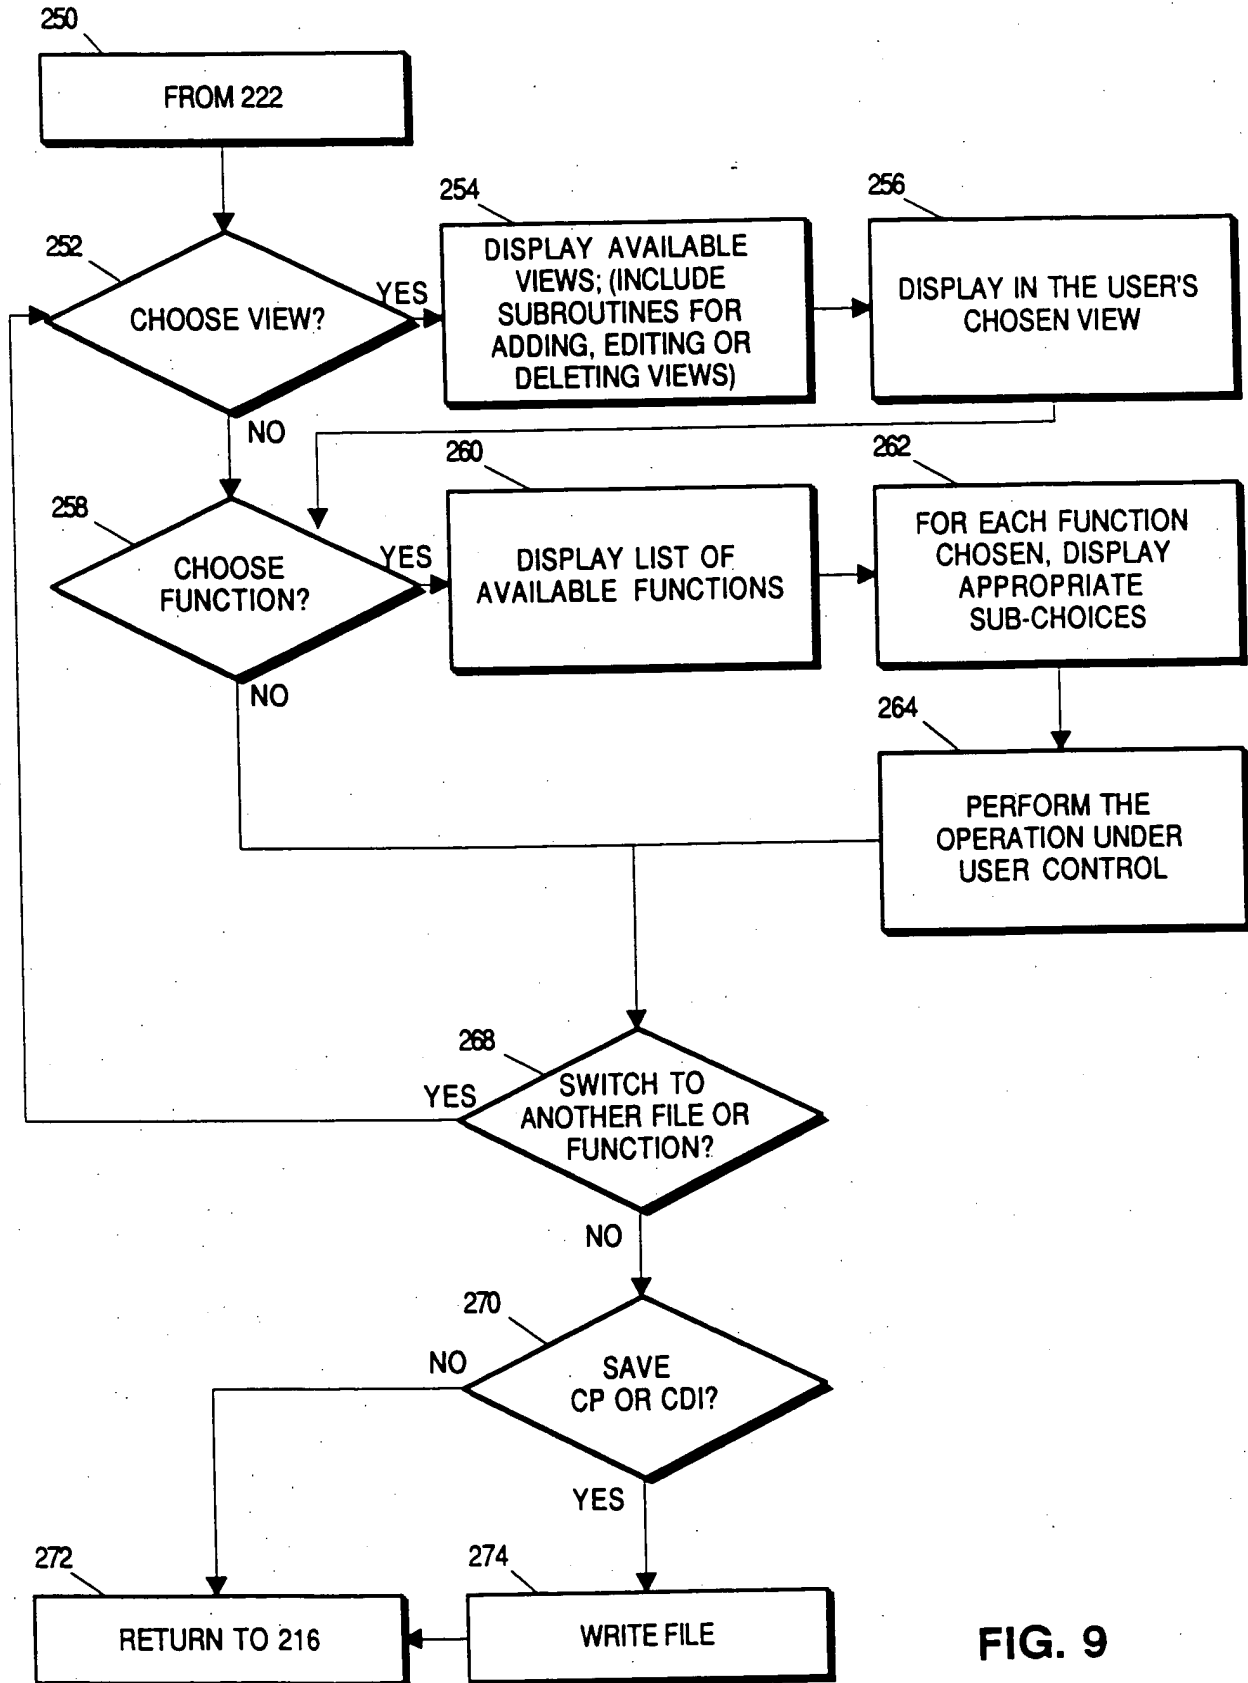 250
FROM 222
252
CHOOSE VIEW?
YES
NO
254
DISPLAY AVAILABLE
VIEWS; (INCLUDE
SUBROUTINES FOR
ADDING, EDITING OR
DELETING VIEWS)
256
DISPLAY IN THE USER'S
CHOSEN VIEW
258
CHOOSE
FUNCTION?
YES
NO
260
DISPLAY LIST OF
AVAILABLE FUNCTIONS
262
FOR EACH FUNCTION
CHOSEN, DISPLAY
APPROPRIATE
SUB-CHOICES
264
PERFORM THE
OPERATION UNDER
USER CONTROL
268
YES
SWITCH TO
ANOTHER FILE OR
FUNCTION?
NO
270
NO
SAVE
CP OR CDI?
YES
272
RETURN TO 216
274
WRITE FILE
FIG. 9